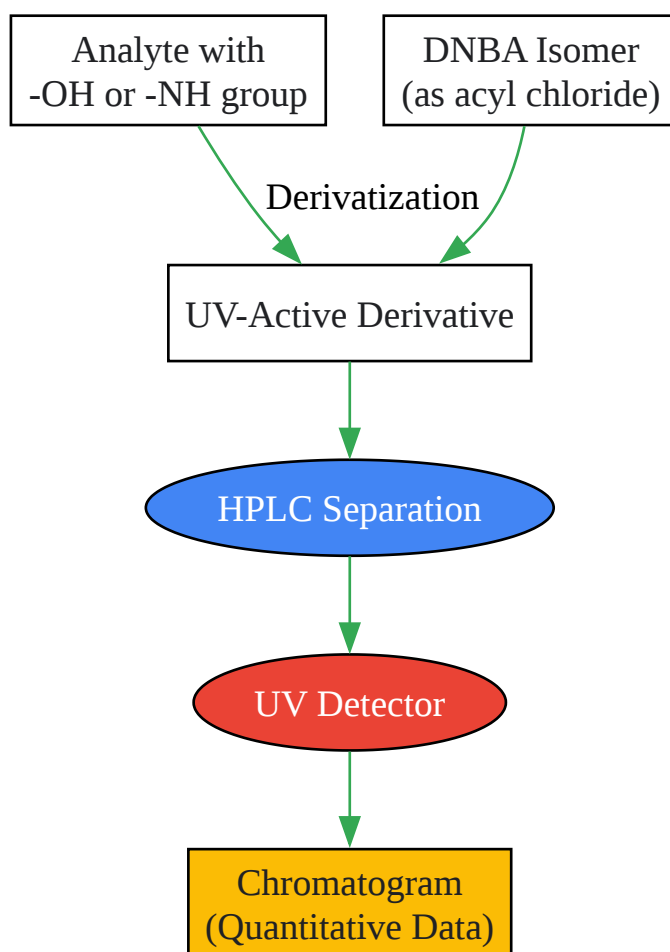 Analyte with
-OH or -NH group
DNBA Isomer
(as acyl chloride)
Derivatization
UV-Active Derivative
HPLC Separation
UV Detector
Chromatogram
(Quantitative Data)